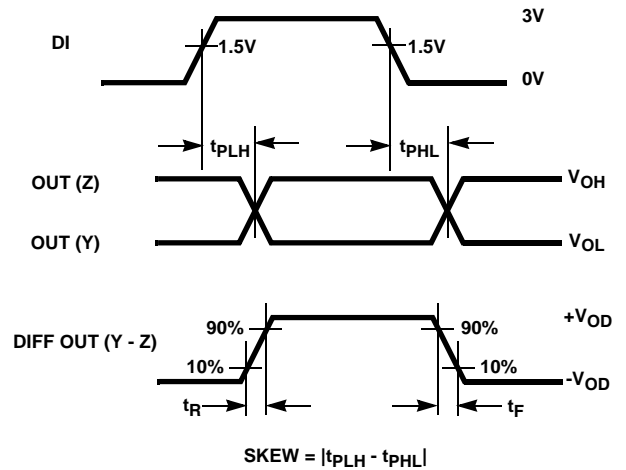 3V
DI
1.5V
1.5V
0V
tPLH
tPHL
OUT (Z)
VOH
OUT (Y)
VOL
+VOD
90%
90%
DIFF OUT (Y - Z)
10%
10%
-VOD
tR
tF
SKEW = |tPLH - tPHL|